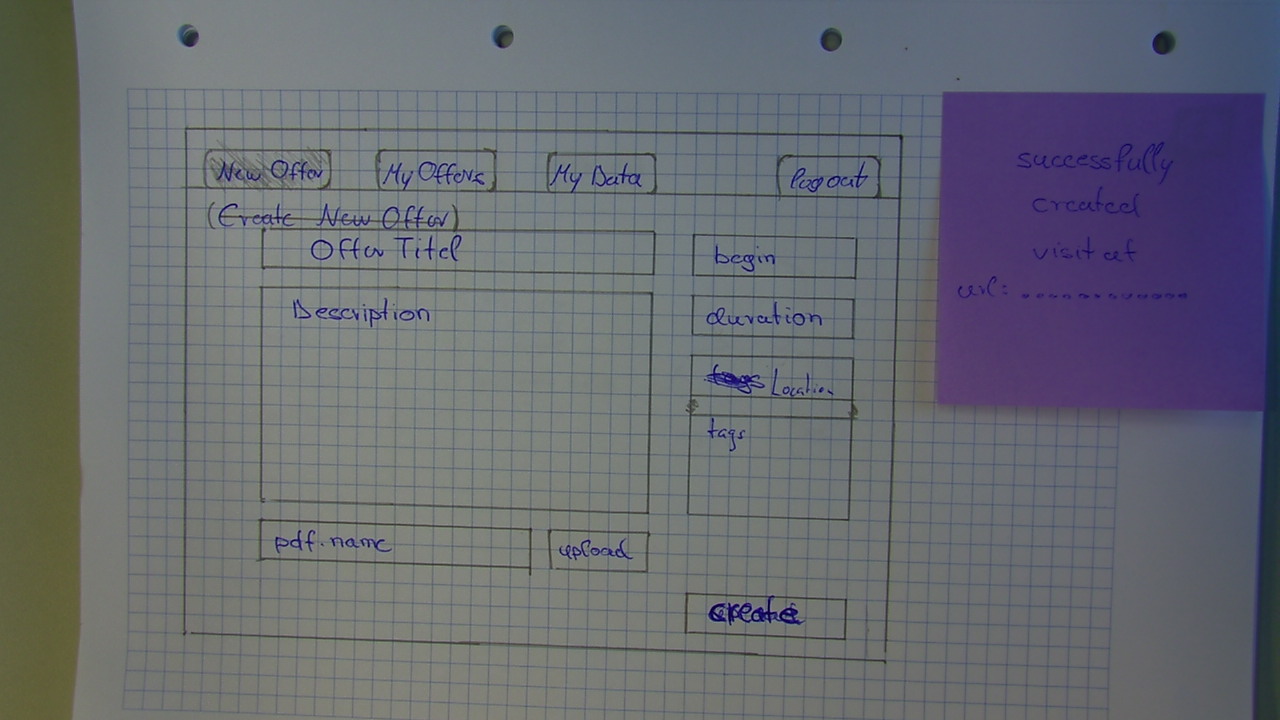 New Offer My Offers My Data Logout
(Create New Offer)
Offer Titel
begin
Description
duration
tags Location
tags
pdf.name
upload
create
successfully
created
visit at
url: .............